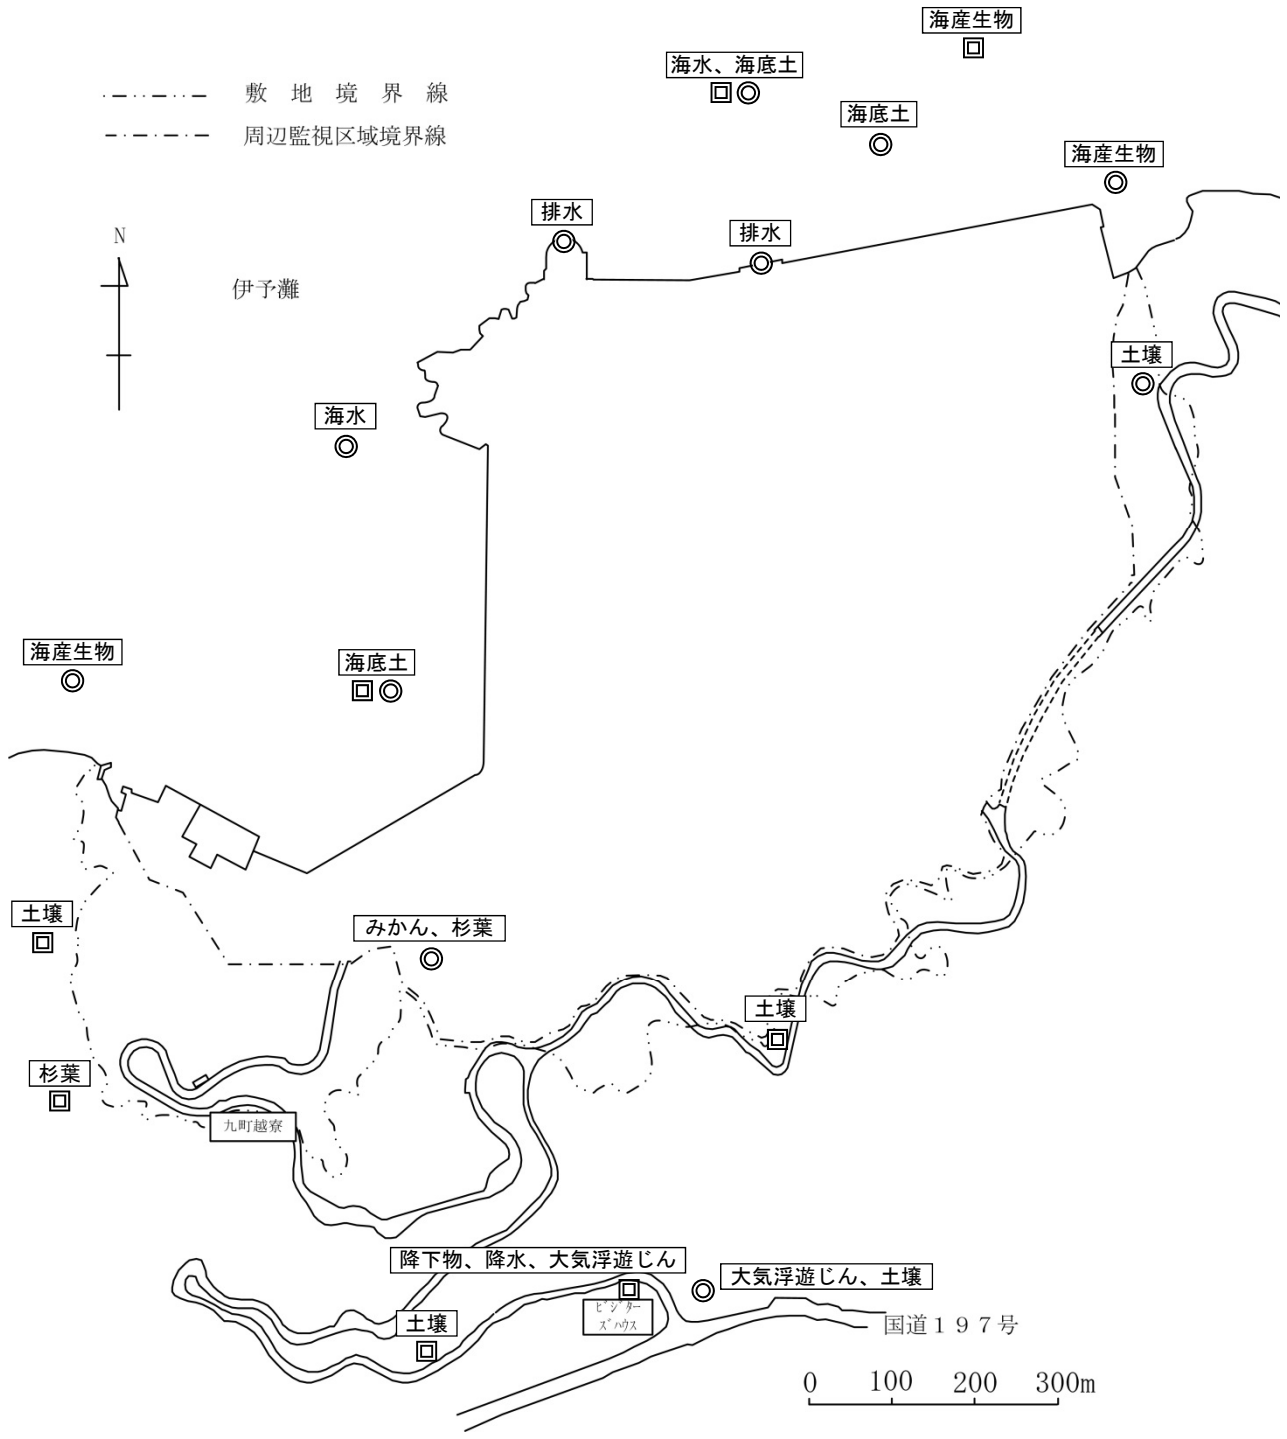 海産生物
海水、海底土
敷地境界線
海底土
周辺監視区域境界線
海産生物
排水
排水
N
伊予灘
土壌
海水
海産生物
海底土
土壌
みかん、杉葉
土壌
杉葉
九町越寮
降下物、降水、大気浮遊じん
大気浮遊じん、土壌
ビジター
ズハウス
土壌
国道197号
0 100 200 300m